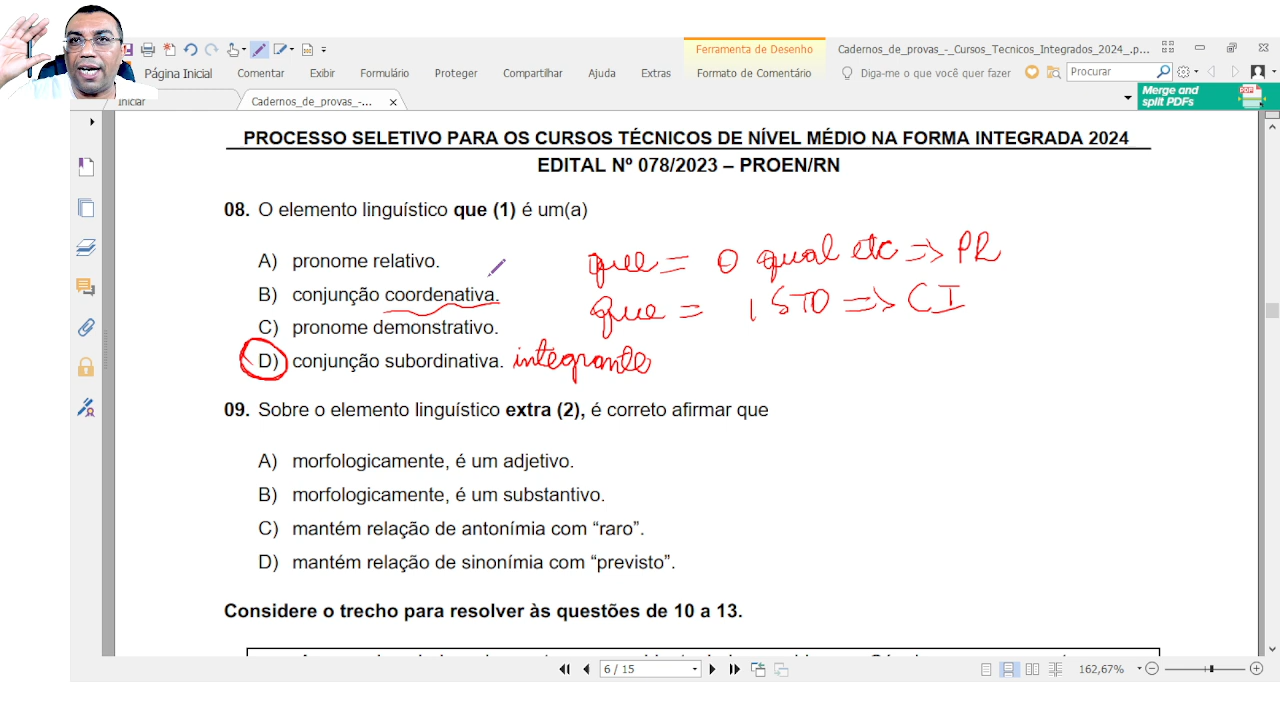 Ferramenta de Desenho
Cadernos_de_provas_-_Cursos_Tecnicos_Integrados_2024_.p...
Página Inicial
Comentar
Exibir
Formulário
Proteger
Compartilhar
Ajuda
Extras
Formato de Comentário
Diga-me o que você quer fazer
Procurar
Iniciar
Cadernos_de_provas_-...
Merge and
split PDFs
PDF
PROCESSO SELETIVO PARA OS CURSOS TÉCNICOS DE NÍVEL MÉDIO NA FORMA INTEGRADA 2024
EDITAL Nº 078/2023 – PROEN/RN
08. O elemento linguístico que (1) é um(a)
A) pronome relativo.
B) conjunção coordenativa.
C) pronome demonstrativo.
D) conjunção subordinativa. integrante
que = o qual etc => PR
que = ISTO => CI
09. Sobre o elemento linguístico extra (2), é correto afirmar que
A) morfologicamente, é um adjetivo.
B) morfologicamente, é um substantivo.
C) mantém relação de antonímia com “raro”.
D) mantém relação de sinonímia com “previsto”.
Considere o trecho para resolver às questões de 10 a 13.
6 / 15
162,67%